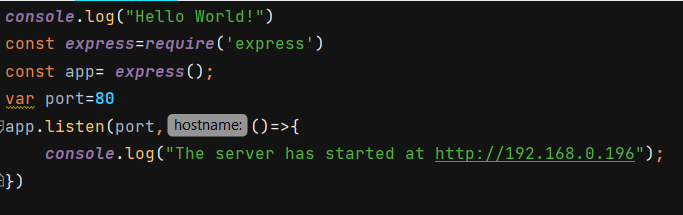 console.log("Hello World!")
const express=require('express')
const app= express();
var port=80
app.listen(port, hostname: ()=>{
console.log("The server has started at http://192.168.0.196");
})